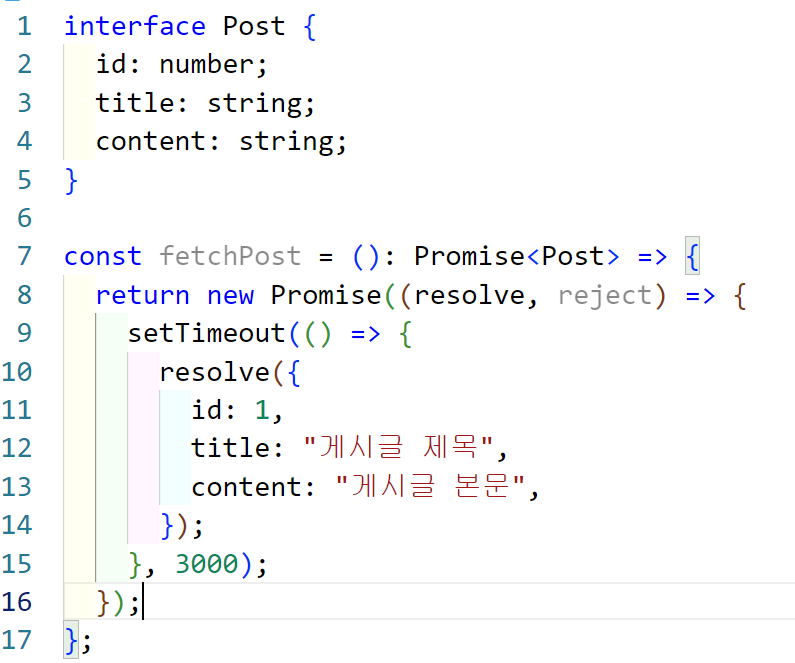 1 interface Post {
2   id: number;
3   title: string;
4   content: string;
5 }
6
7 const fetchPost = (): Promise<Post> => {
8   return new Promise((resolve, reject) => {
9     setTimeout(() => {
10       resolve({
11         id: 1,
12         title: "게시글 제목",
13         content: "게시글 본문",
14       });
15     }, 3000);
16   });
17 };